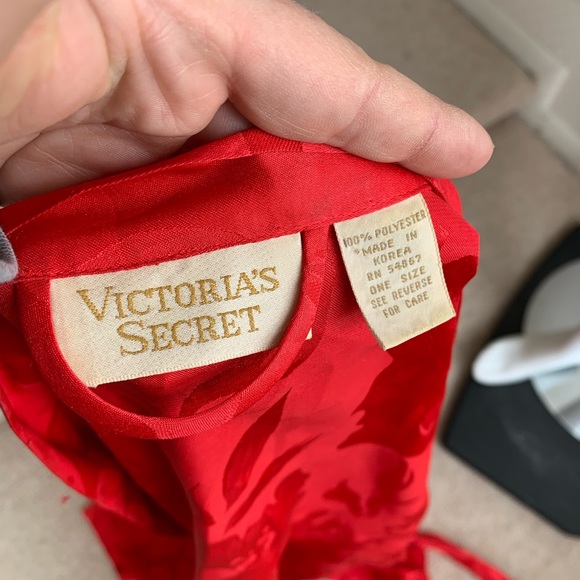 VICTORIA'S
SECRET
100% POLYESTER
MADE IN
KOREA
RN 54867
ONE SIZE
SEE REVERSE
FOR CARE